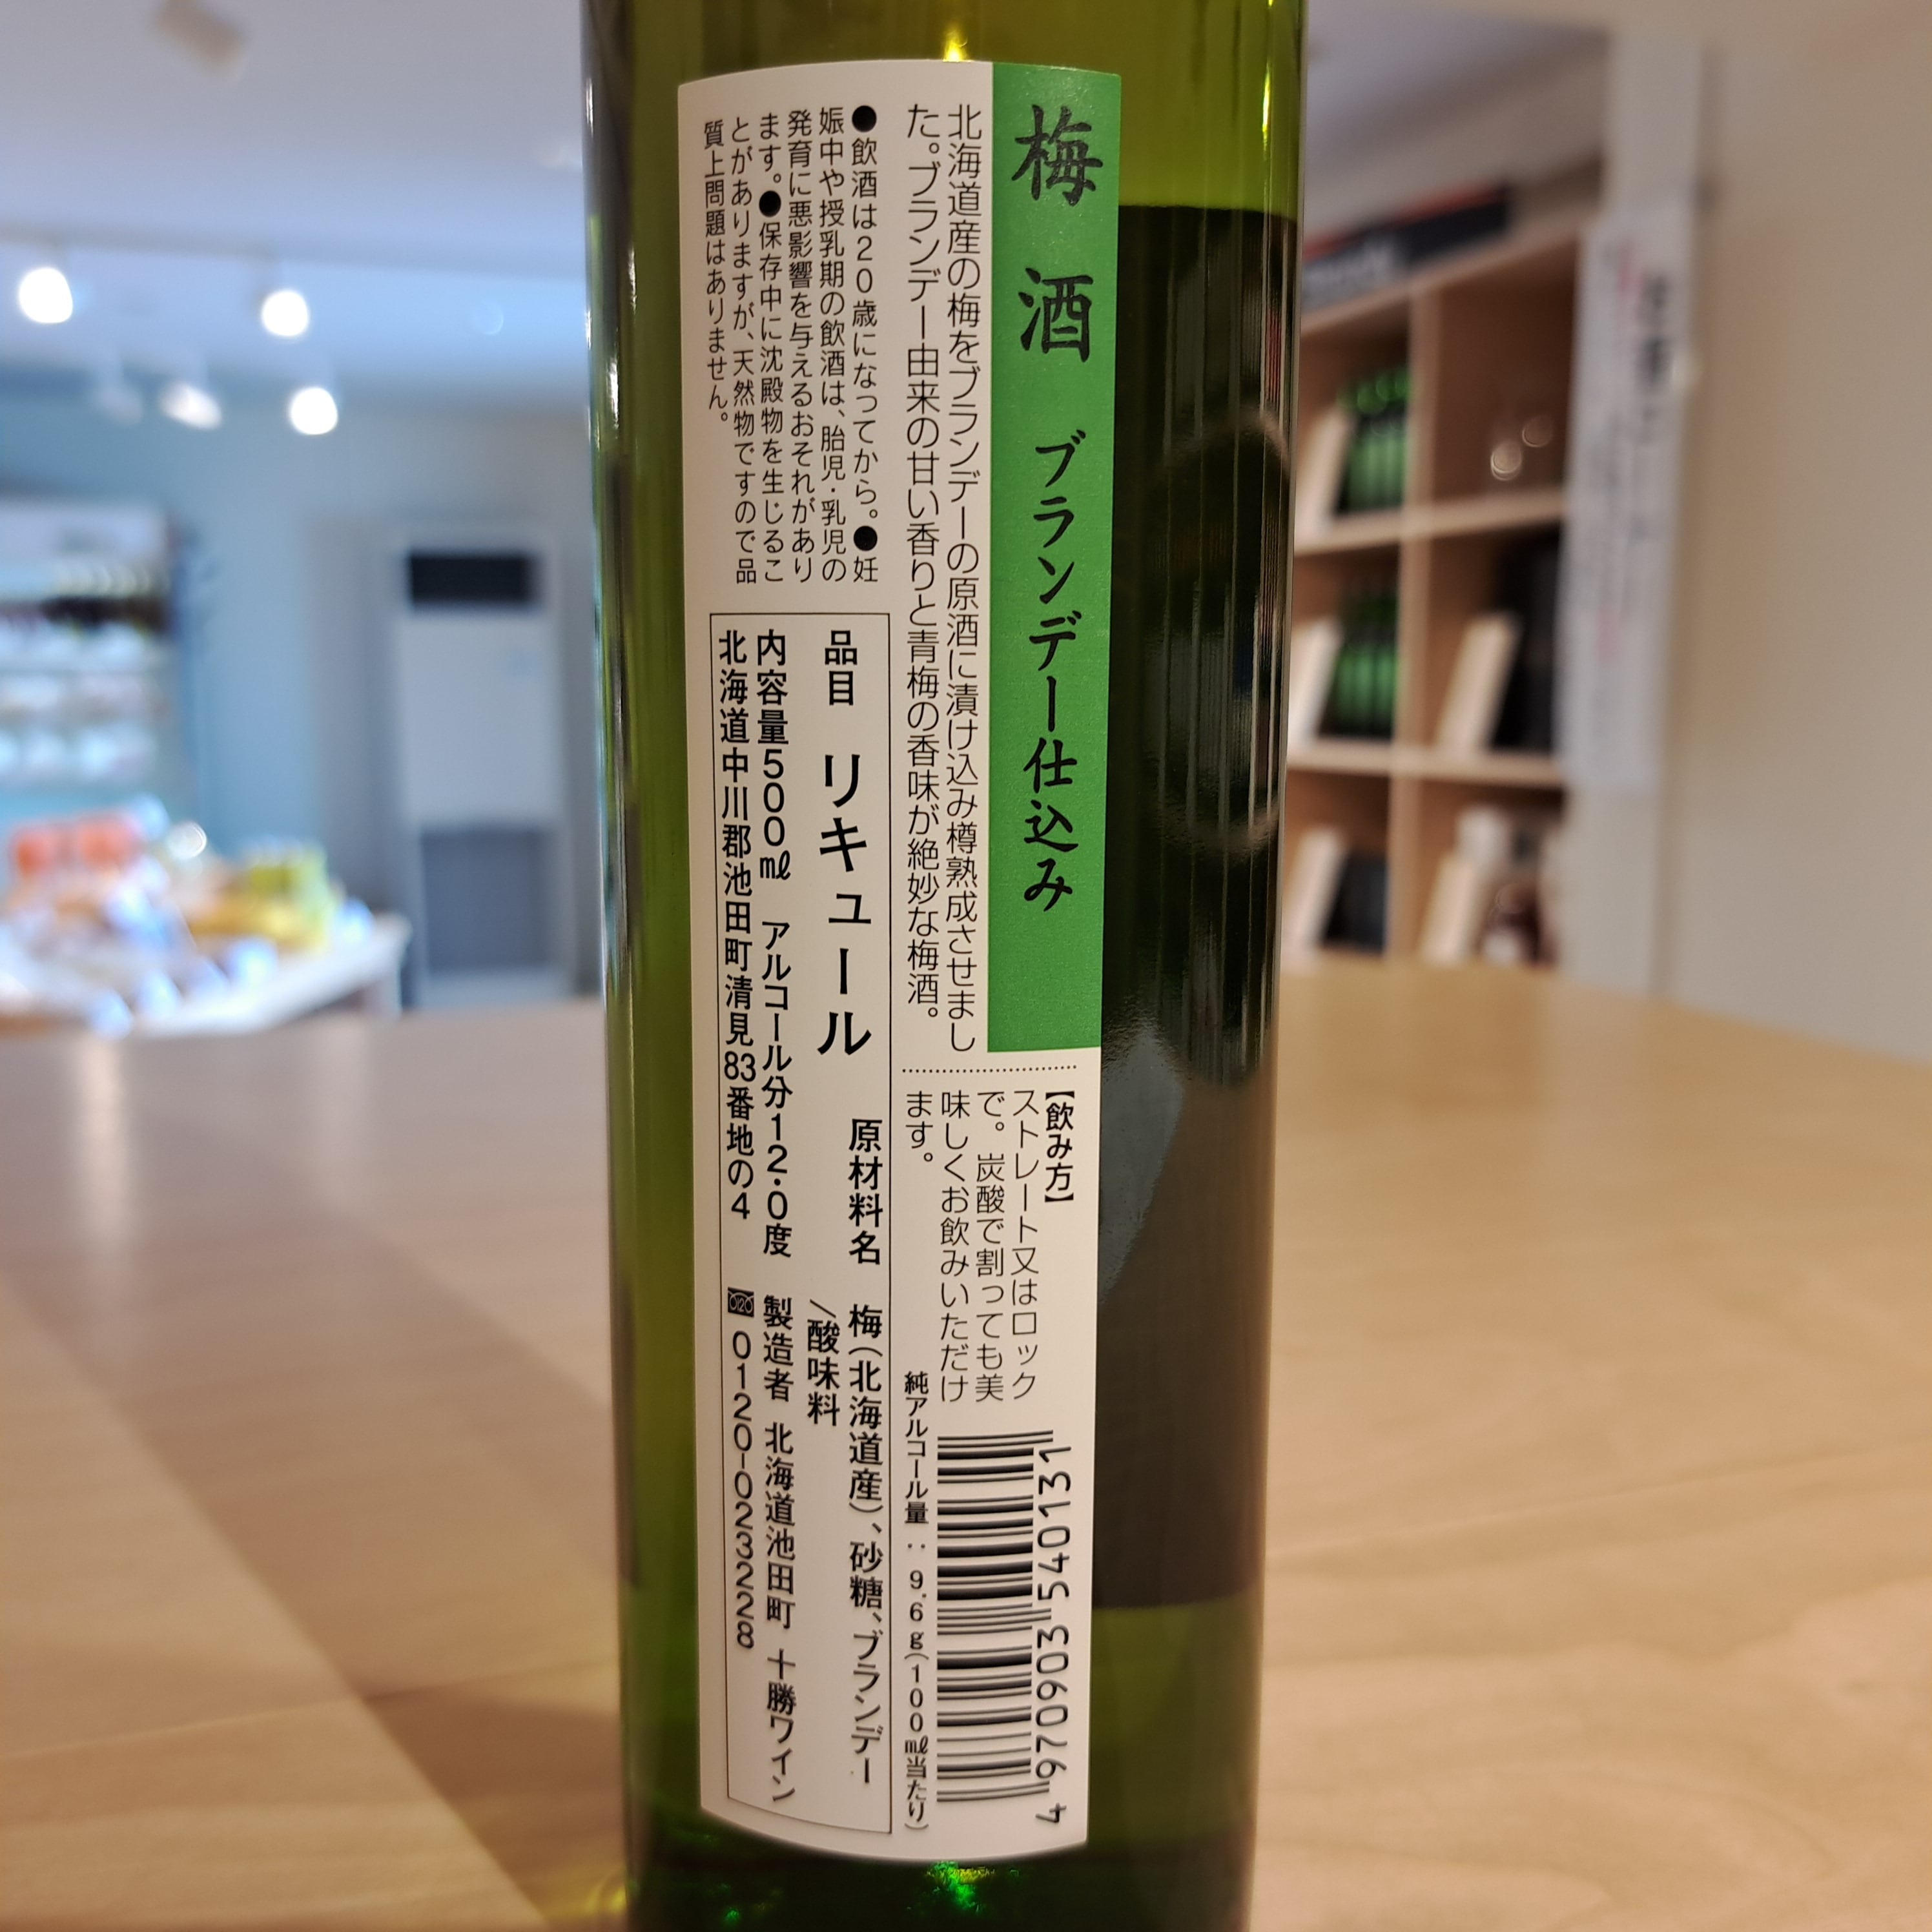 梅酒 ブランデー仕込み
北海道産の梅をブランデーの原酒に漬け込み樽熟成させまし
た。ブランデー由来の甘い香りと青梅の香味が絶妙な梅酒。
【飲み方】
ストレート又はロック
で。炭酸で割っても美
味しくお飲みいただけ
ます。
純アルコール量：9.6g(100㎖当たり)
4 970903 540131
●飲酒は20歳になってから。●妊
娠中や授乳期の飲酒は、胎児・乳児の
発育に悪影響を与えるおそれがあり
ます。●保存中に沈殿物を生じるこ
とがありますが、天然物ですので品
質上問題はありません。
品目 リキュール
原材料名 梅(北海道産)、砂糖、ブランデー
/酸味料
内容量500㎖ アルコール分12.0度 製造者 北海道池田町 十勝ワイン
北海道中川郡池田町清見83番地の4 0120-023228